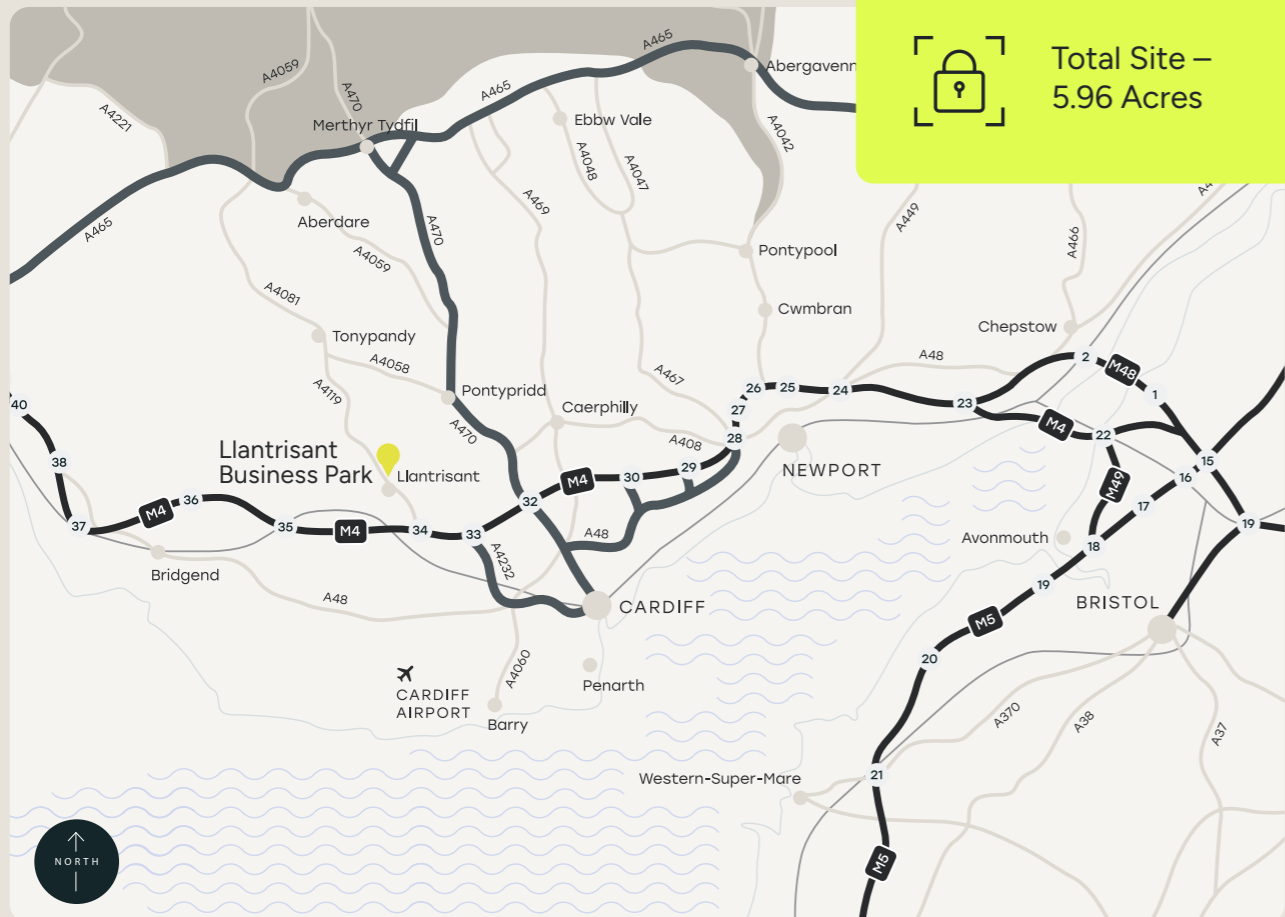 Total Site –
5.96 Acres
A465
A4059
A470
A465
Abergavenn
A4221
Merthyr Tydfil
Ebbw Vale
A4042
A4048
A4047
A4
A469
A449
A466
A465
Aberdare
A470
A4059
Pontypool
A4081
Cwmbran
Chepstow
Tonypandy
A4058
A48
2
M48
A4119
A467
Pontypridd
26
25
24
23
1
40
Caerphilly
27
M4
22
A470
A408
28
NEWPORT
Llantrisant
Business Park
Llantrisant
38
M4
30
29
15
16
M49
36
M4
32
17
37
35
M4
34
33
19
A48
Avonmouth
18
A4232
Bridgend
19
A48
CARDIFF
BRISTOL
M5
20
A4060
Penarth
CARDIFF
AIRPORT
Barry
A370
A38
A37
Western-Super-Mare
21
M5
NORTH